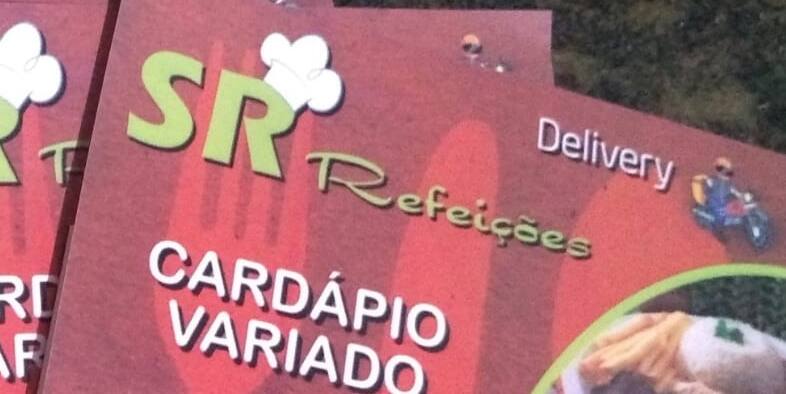 SR
Refeições
Delivery
CARDÁPIO
VARIADO